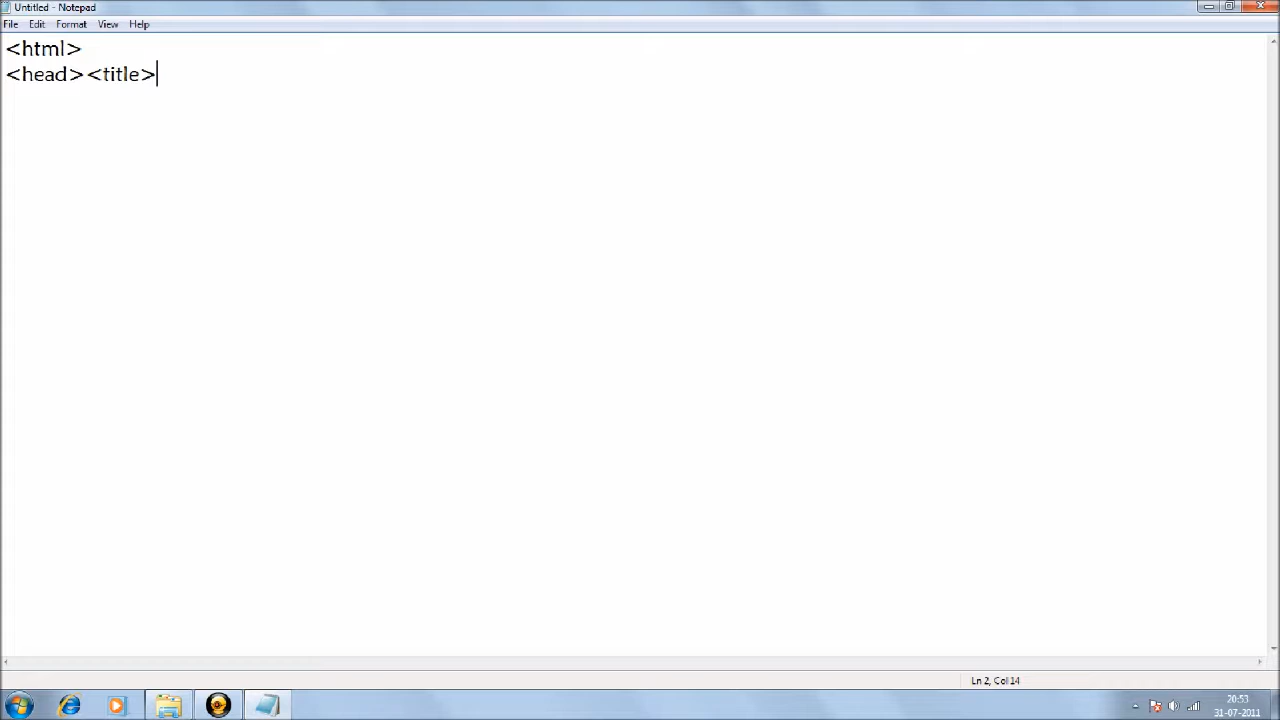 Untitled - Notepad
File Edit Format View Help
<html>
<head><title>
Ln 2, Col 14
20:53
31-07-2011